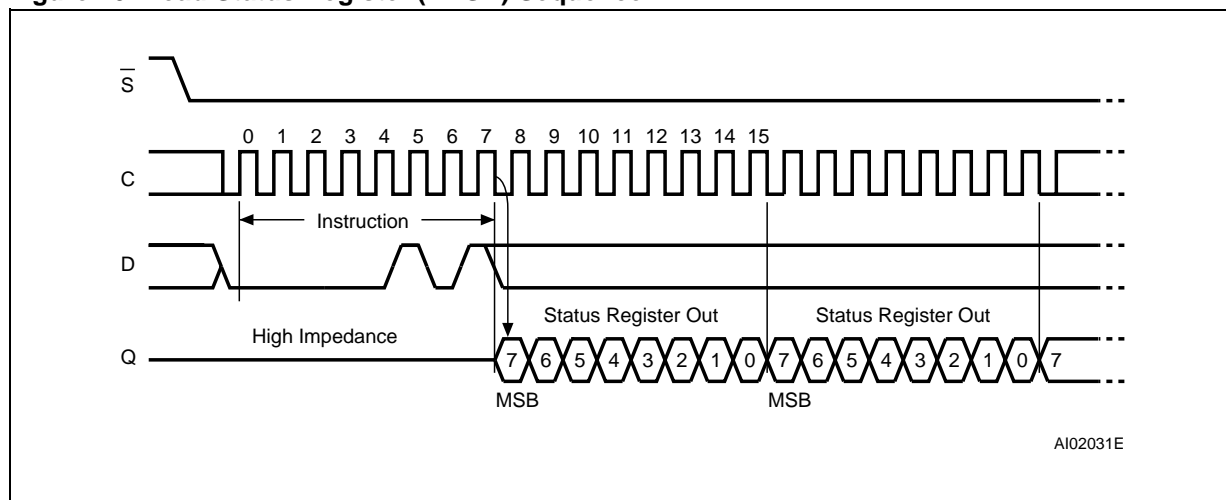 S
0 1 2 3 4 5 6 7 8 9 10 11 12 13 14 15
C
Instruction
D
High Impedance
Status Register Out
Status Register Out
Q
7 6 5 4 3 2 1 0 7 6 5 4 3 2 1 0 7
MSB
MSB
AI02031E